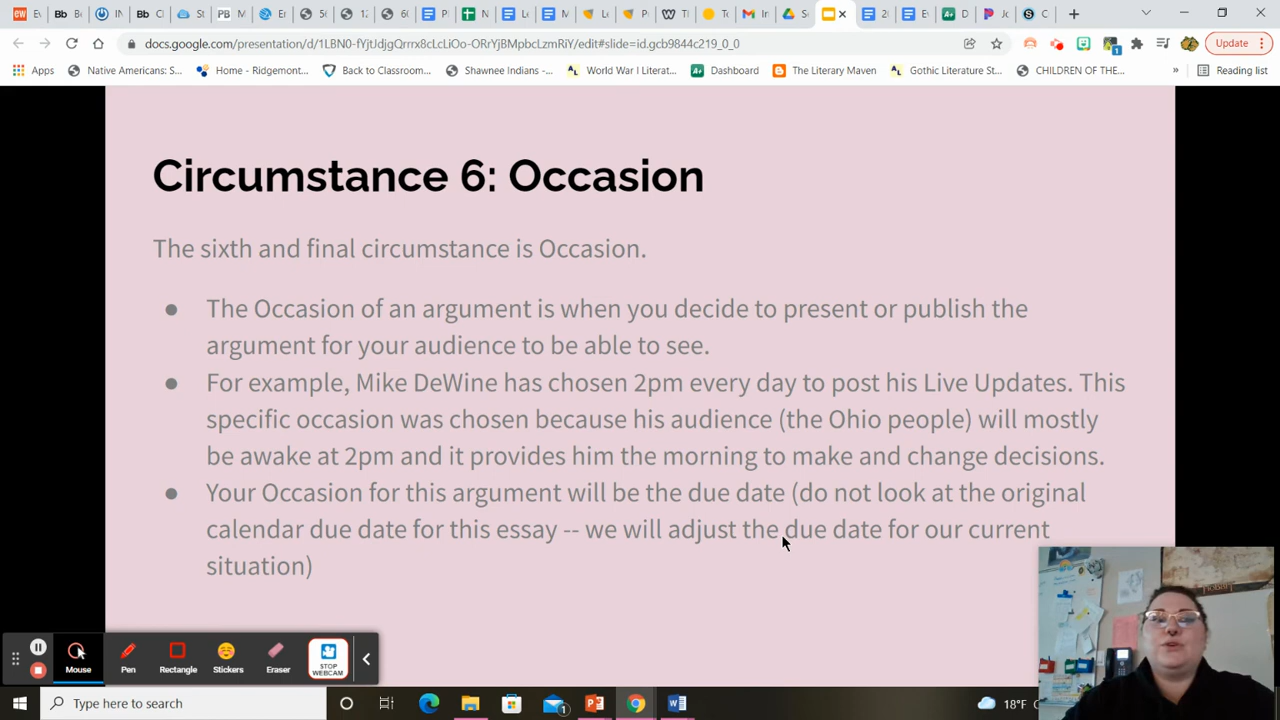 Bb
Bb
docs.google.com/presentation/d/1LBN0-fYjtUgjgQrnx8cLcL6Yo-ORrYjBMpbcLzmRiY/edit#slide=id.gcb9844c219_0_0
Update
Apps
Native Americans: S...
Home - Ridgemont...
Back to Classroom...
Shawnee Indians -...
World War I Literat...
Dashboard
The Literary Maven
Gothic Literature St...
CHILDREN OF THE...
»
Reading list
Circumstance 6: Occasion
The sixth and final circumstance is Occasion.
● The Occasion of an argument is when you decide to present or publish the
argument for your audience to be able to see.
● For example, Mike DeWine has chosen 2pm every day to post his Live Updates. This
specific occasion was chosen because his audience (the Ohio people) will mostly
be awake at 2pm and it provides him the morning to make and change decisions.
● Your Occasion for this argument will be the due date (do not look at the original
calendar due date for this essay -- we will adjust the due date for our current
situation)
Mouse
Pen
Rectangle
Stickers
Eraser
STOP
WEBCAM
Type here to search
18°F